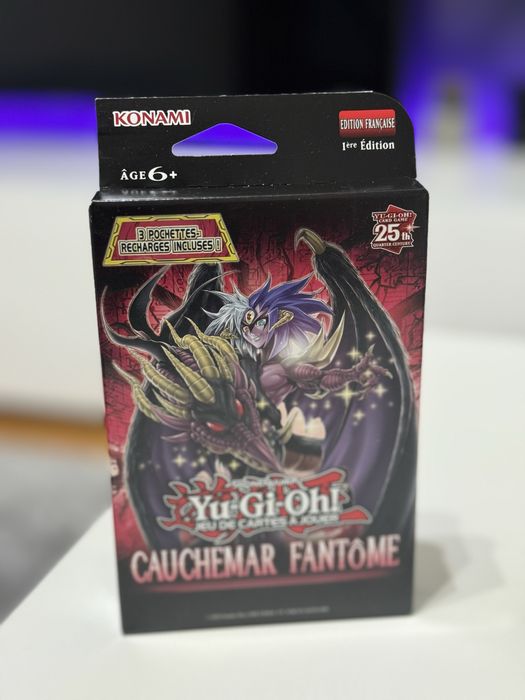 KONAMI
EDITION FRANÇAISE
1ère Édition
ÂGE 6+
3 POCHETTES-
RECHARGES INCLUSES !
YU-GI-OH!
CARD GAME
25th
QUARTER CENTURY
Yu-Gi-Oh!
JEU DE CARTES À JOUER
CAUCHEMAR FANTOME